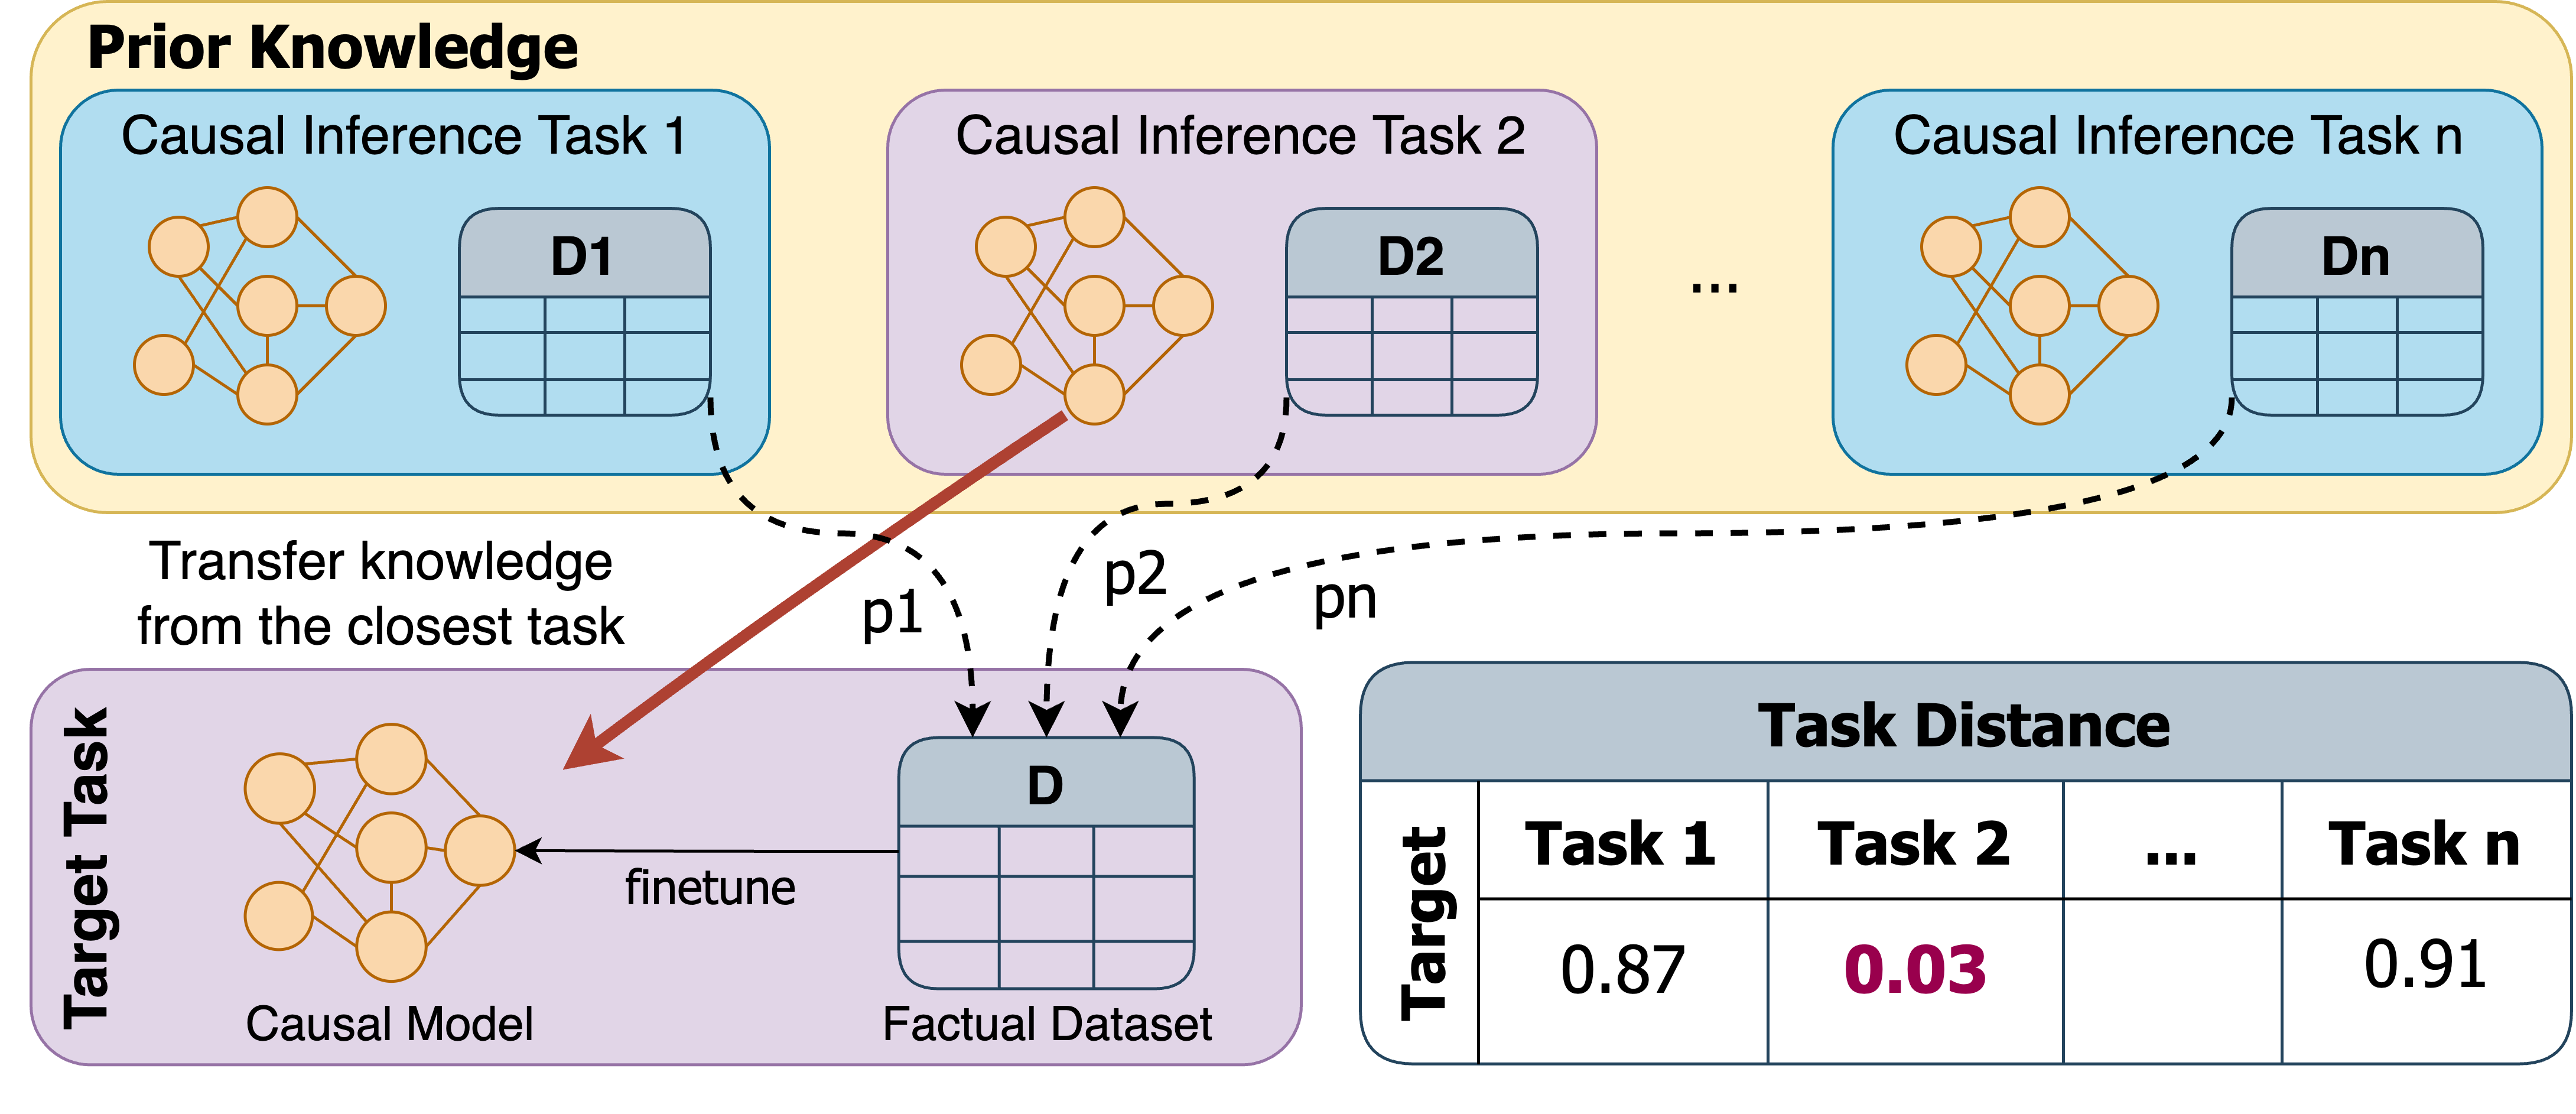 Prior Knowledge
Causal Inference Task 1
Causal Inference Task 2
Causal Inference Task n
D1
D2
...
Dn
Transfer knowledge
from the closest task
p1
p2
pn
Target Task
D
finetune
Causal Model
Factual Dataset
Task Distance
Target
Task 1
Task 2
...
Task n
0.87
0.03
0.91